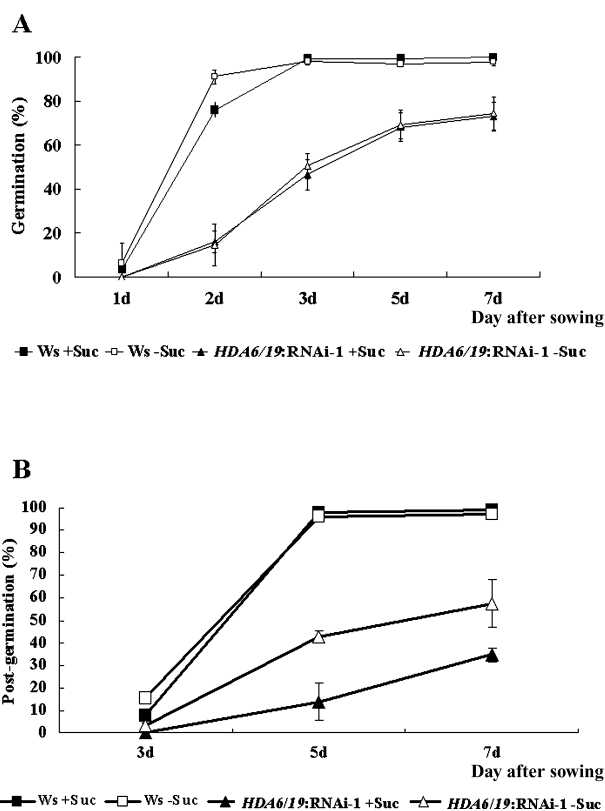 A
Germination (%)
100
80
60
40
20
0
1d 2d 3d 5d 7d
Day after sowing
Ws +Suc Ws -Suc HDA6/19:RNAi-1 +Suc HDA6/19:RNAi-1 -Suc
B
Post-germination (%)
100
90
80
70
60
50
40
30
20
10
0
3d 5d 7d
Day after sowing
Ws +Suc Ws -Suc HDA6/19:RNAi-1 +Suc HDA6/19:RNAi-1 -Suc